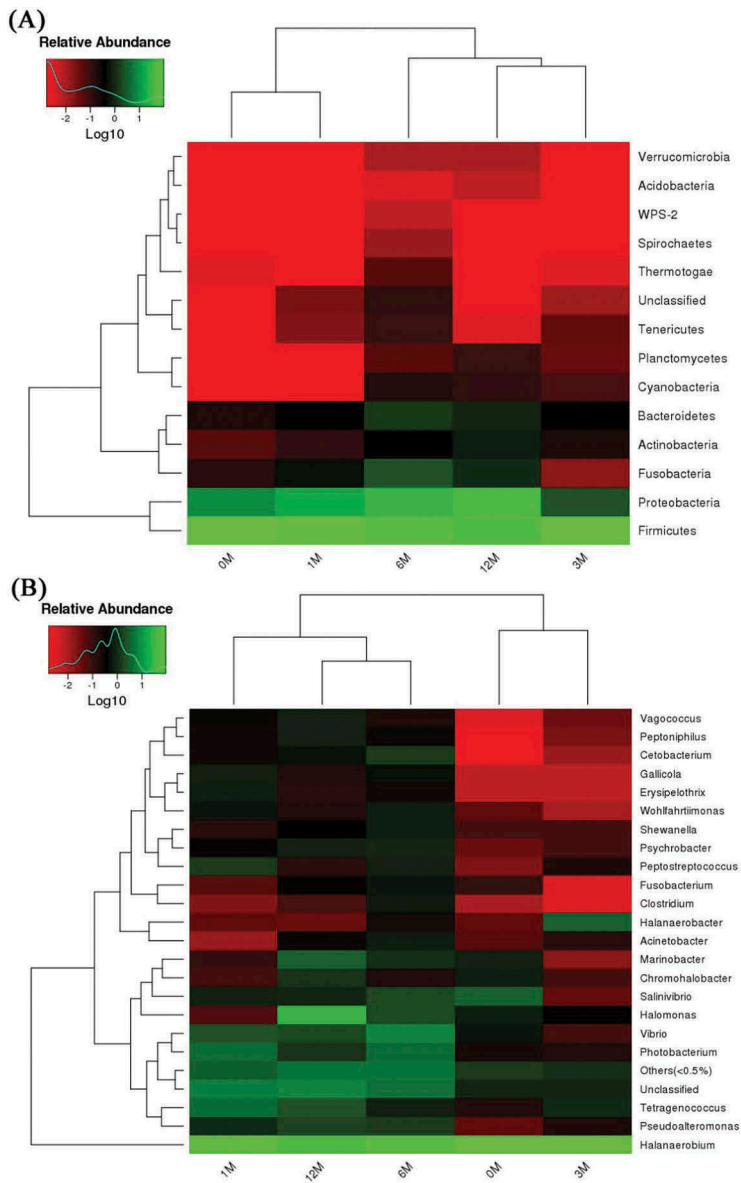 (A)
Relative Abundance
-2 -1 0 1
Log10
Verrucomicrobia
Acidobacteria
WPS-2
Spirochaetes
Thermotogae
Unclassified
Tenericutes
Planctomycetes
Cyanobacteria
Bacteroidetes
Actinobacteria
Fusobacteria
Proteobacteria
Firmicutes
0M 1M 6M 12M 3M
(B)
Relative Abundance
-2 -1 0 1
Log10
Vagococcus
Peptoniphilus
Cetobacterium
Gallicola
Erysipelothrix
Wohlfahrtiimonas
Shewanella
Psychrobacter
Peptostreptococcus
Fusobacterium
Clostridium
Halanaerobacter
Acinetobacter
Marinobacter
Chromohalobacter
Salinivibrio
Halomonas
Vibrio
Photobacterium
Others(<0.5%)
Unclassified
Tetragenococcus
Pseudoalteromonas
Halanaerobium
1M 12M 6M 0M 3M